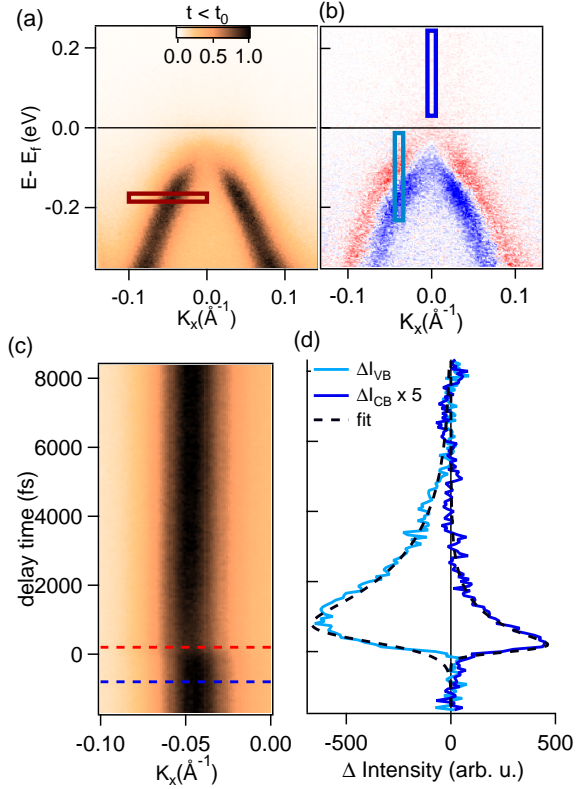 (a)
t < t0
0.0 0.5 1.0
0.2
0.0
-0.2
E- Ef (eV)
-0.1 0.0 0.1
Kx(Å-1)
(b)
-0.1 0.0 0.1
Kx(Å-1)
(c)
8000
6000
4000
2000
0
delay time (fs)
-0.10 -0.05 0.00
Kx(Å-1)
(d)
ΔIVB
ΔICB x 5
fit
-500 0 500
Δ Intensity (arb. u.)